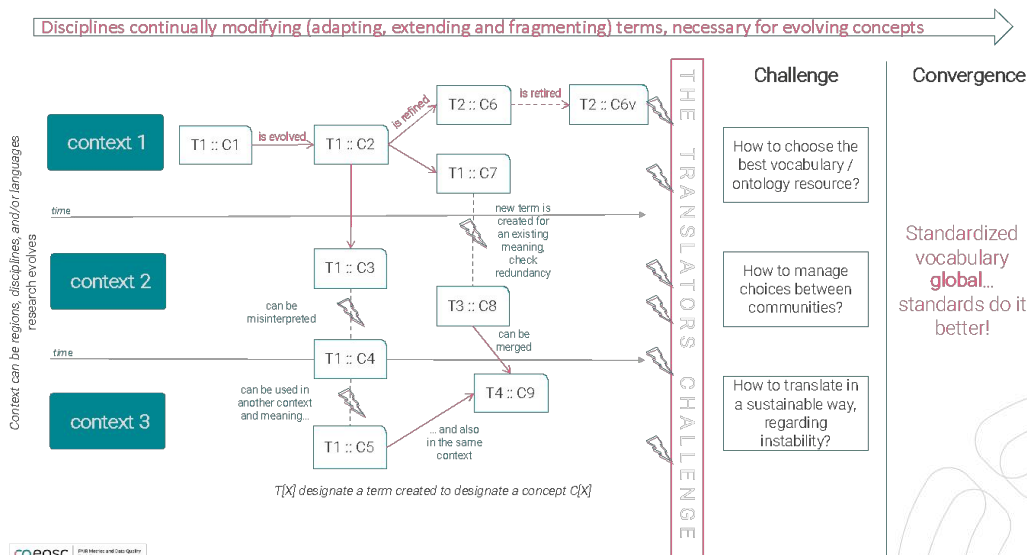 Disciplines continually modifying (adapting, extending and fragmenting) terms, necessary for evolving concepts
Context can be regions, disciplines, and/or languages
research evolves
context 1
T1 :: C1
is evolved
T1 :: C2
is refined
T2 :: C6
is retired
T2 :: C6v
T1 :: C7
time
new term is
created for
an existing
meaning,
check
redundancy
context 2
T1 :: C3
can be
misinterpreted
T3 :: C8
can be
merged
time
T1 :: C4
context 3
can be used in
another context
and meaning...
T4 :: C9
T1 :: C5
... and also
in the same
context
T[X] designate a term created to designate a concept C[X]
THE TRANSLATORS CHALLENGE
Challenge
How to choose the
best vocabulary /
ontology resource?
How to manage
choices between
communities?
How to translate in
a sustainable way,
regarding
instability?
Convergence
Standardized
vocabulary
global...
standards do it
better!
FAIR Metrics and Data Quality